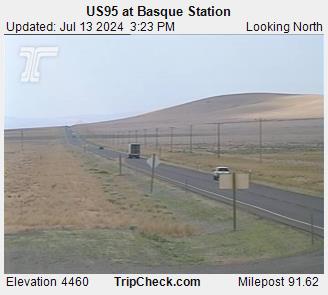 US95 at Basque Station
Updated: Jul 13 2024 3:23 PM Looking North
Elevation 4460 TripCheck.com Milepost 91.62